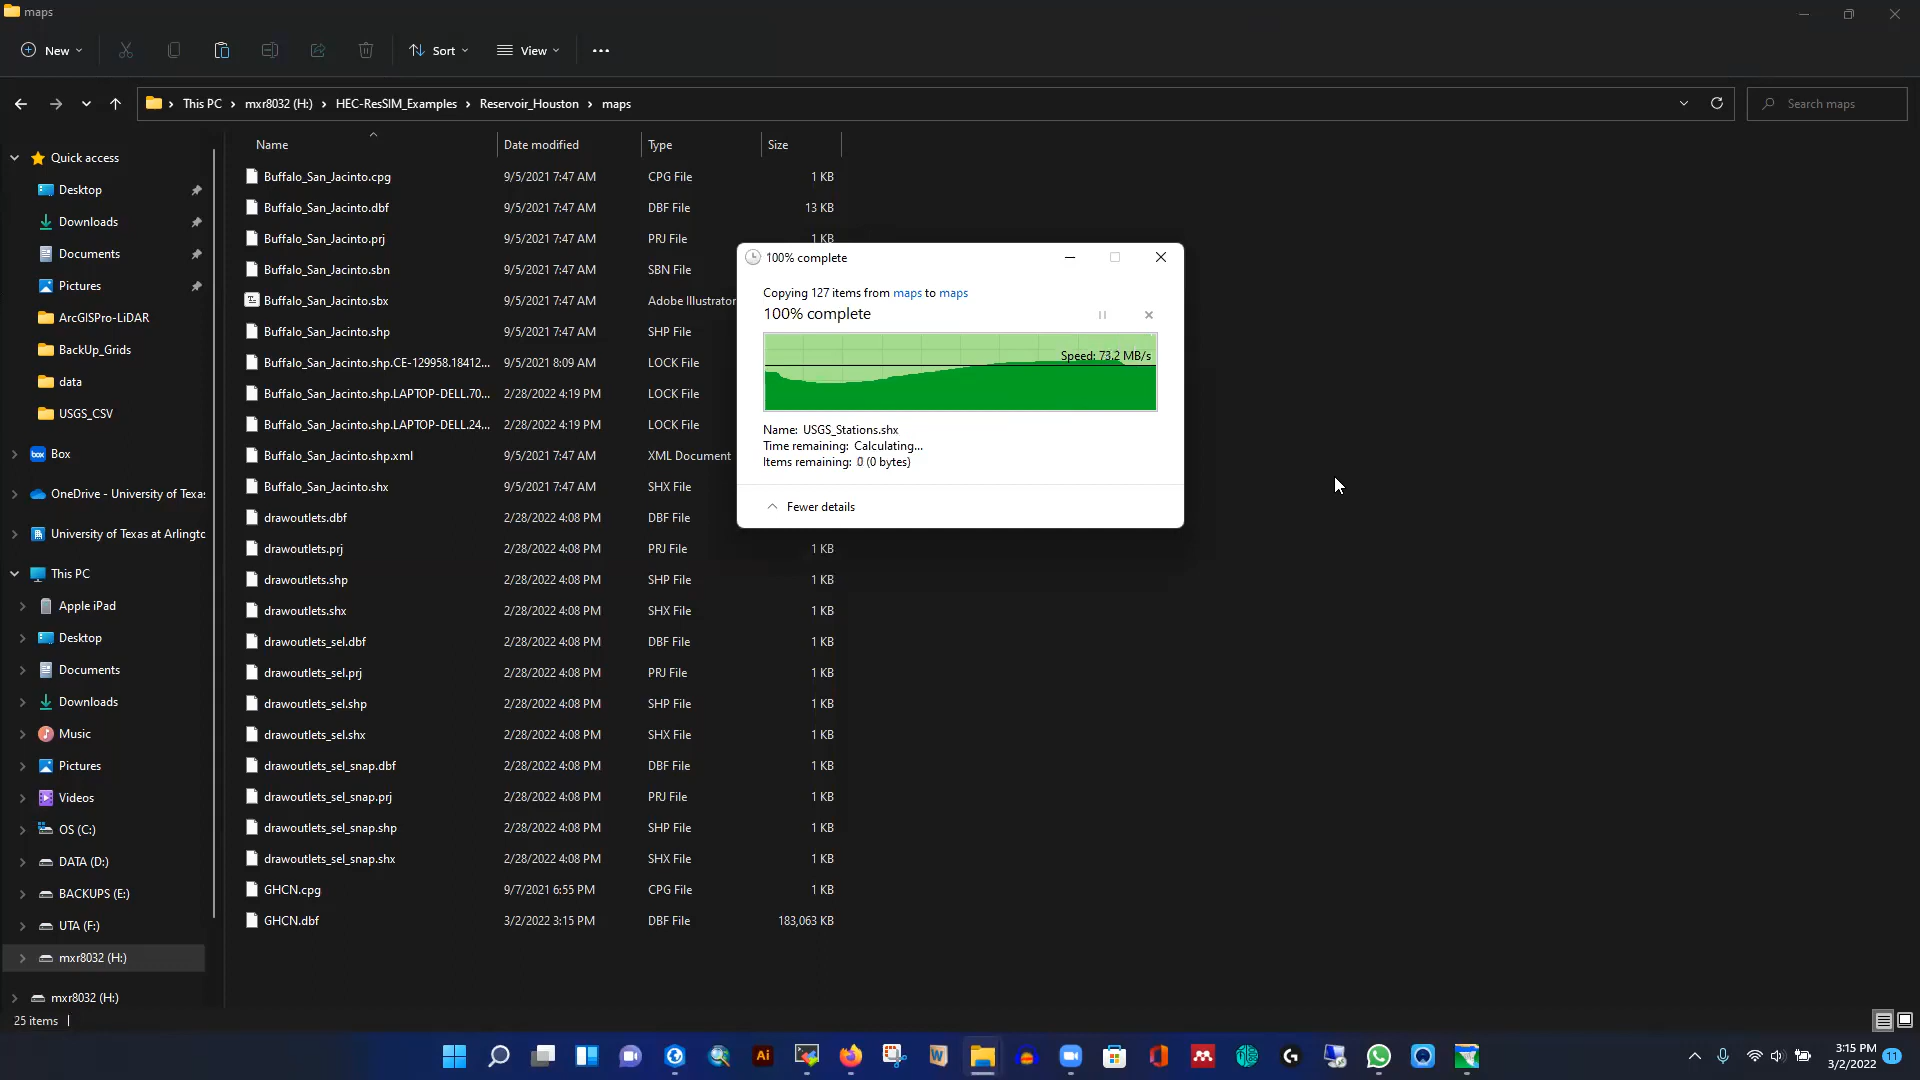 maps
New
Sort
View
This PC > mxr8032 (H:) > HEC-ResSIM_Examples > Reservoir_Houston > maps
Search maps
Name Date modified Type Size
Quick access
Desktop
Downloads
Documents
Pictures
ArcGISPro-LiDAR
BackUp_Grids
data
USGS_CSV
Box
OneDrive - University of Texas
University of Texas at Arlingto
This PC
Apple iPad
Desktop
Documents
Downloads
Music
Pictures
Videos
OS (C:)
DATA (D:)
BACKUPS (E:)
UTA (F:)
mxr8032 (H:)
mxr8032 (H:)
Buffalo_San_Jacinto.cpg 9/5/2021 7:47 AM CPG File 1 KB
Buffalo_San_Jacinto.dbf 9/5/2021 7:47 AM DBF File 13 KB
Buffalo_San_Jacinto.prj 9/5/2021 7:47 AM PRJ File 1 KB
Buffalo_San_Jacinto.sbn 9/5/2021 7:47 AM SBN File
Buffalo_San_Jacinto.sbx 9/5/2021 7:47 AM Adobe Illustrator
Buffalo_San_Jacinto.shp 9/5/2021 7:47 AM SHP File
Buffalo_San_Jacinto.shp.CE-129958.18412... 9/5/2021 8:09 AM LOCK File
Buffalo_San_Jacinto.shp.LAPTOP-DELL.70... 2/28/2022 4:19 PM LOCK File
Buffalo_San_Jacinto.shp.LAPTOP-DELL.24... 2/28/2022 4:19 PM LOCK File
Buffalo_San_Jacinto.shp.xml 9/5/2021 7:47 AM XML Document
Buffalo_San_Jacinto.shx 9/5/2021 7:47 AM SHX File
drawoutlets.dbf 2/28/2022 4:08 PM DBF File
drawoutlets.prj 2/28/2022 4:08 PM PRJ File 1 KB
drawoutlets.shp 2/28/2022 4:08 PM SHP File 1 KB
drawoutlets.shx 2/28/2022 4:08 PM SHX File 1 KB
drawoutlets_sel.dbf 2/28/2022 4:08 PM DBF File 1 KB
drawoutlets_sel.prj 2/28/2022 4:08 PM PRJ File 1 KB
drawoutlets_sel.shp 2/28/2022 4:08 PM SHP File 1 KB
drawoutlets_sel.shx 2/28/2022 4:08 PM SHX File 1 KB
drawoutlets_sel_snap.dbf 2/28/2022 4:08 PM DBF File 1 KB
drawoutlets_sel_snap.prj 2/28/2022 4:08 PM PRJ File 1 KB
drawoutlets_sel_snap.shp 2/28/2022 4:08 PM SHP File 1 KB
drawoutlets_sel_snap.shx 2/28/2022 4:08 PM SHX File 1 KB
GHCN.cpg 9/7/2021 6:55 PM CPG File 1 KB
GHCN.dbf 3/2/2022 3:15 PM DBF File 183,063 KB
100% complete
Copying 127 items from maps to maps
100% complete
Speed: 73.2 MB/s
Name: USGS_Stations.shx
Time remaining: Calculating...
Items remaining: 0 (0 bytes)
Fewer details
25 items
3:15 PM
3/2/2022
11